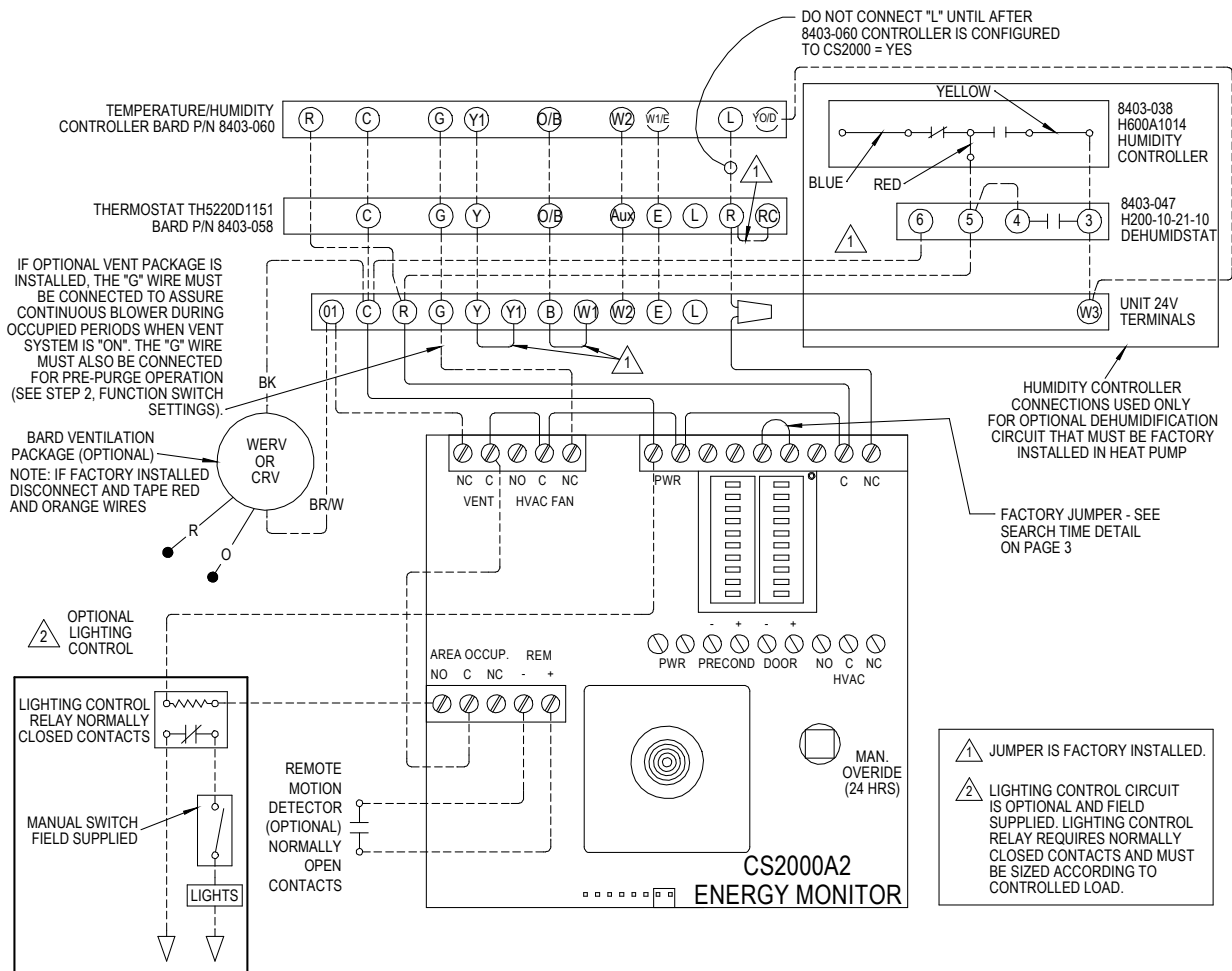 DO NOT CONNECT "L" UNTIL AFTER
8403-060 CONTROLLER IS CONFIGURED
TO CS2000 = YES
TEMPERATURE/HUMIDITY
CONTROLLER BARD P/N 8403-060
R C G Y1 O/B W2 W1/E L YO/D
YELLOW
BLUE
RED
8403-038
H600A1014
HUMIDITY
CONTROLLER
1
THERMOSTAT TH5220D1151
BARD P/N 8403-058
C G Y O/B Aux E L R RC
1
6 5 4 3
8403-047
H200-10-21-10
DEHUMIDSTAT
IF OPTIONAL VENT PACKAGE IS
INSTALLED, THE "G" WIRE MUST
BE CONNECTED TO ASSURE
CONTINUOUS BLOWER DURING
OCCUPIED PERIODS WHEN VENT
SYSTEM IS "ON". THE "G" WIRE
MUST ALSO BE CONNECTED
FOR PRE-PURGE OPERATION
(SEE STEP 2, FUNCTION SWITCH
SETTINGS).
01 C R G Y Y1 B W1 W2 E L W3
UNIT 24V
TERMINALS
1
HUMIDITY CONTROLLER
CONNECTIONS USED ONLY
FOR OPTIONAL DEHUMIDIFICATION
CIRCUIT THAT MUST BE FACTORY
INSTALLED IN HEAT PUMP
BK
WERV
OR
CRV
BARD VENTILATION
PACKAGE (OPTIONAL)
NOTE: IF FACTORY INSTALLED
DISCONNECT AND TAPE RED
AND ORANGE WIRES
BR/W
R
O
NC C NO C NC
VENT HVAC FAN
PWR C NC
FACTORY JUMPER - SEE
SEARCH TIME DETAIL
ON PAGE 3
- + - +
PWR PRECOND DOOR NO C NC
HVAC
2
OPTIONAL
LIGHTING
CONTROL
AREA OCCUP. REM
NO C NC - +
LIGHTING CONTROL
RELAY NORMALLY
CLOSED CONTACTS
MANUAL SWITCH
FIELD SUPPLIED
LIGHTS
REMOTE
MOTION
DETECTOR
(OPTIONAL)
NORMALLY
OPEN
CONTACTS
MAN.
OVERIDE
(24 HRS)
CS2000A2
ENERGY MONITOR
1 JUMPER IS FACTORY INSTALLED.
2 LIGHTING CONTROL CIRCUIT
IS OPTIONAL AND FIELD
SUPPLIED. LIGHTING CONTROL
RELAY REQUIRES NORMALLY
CLOSED CONTACTS AND MUST
BE SIZED ACCORDING TO
CONTROLLED LOAD.